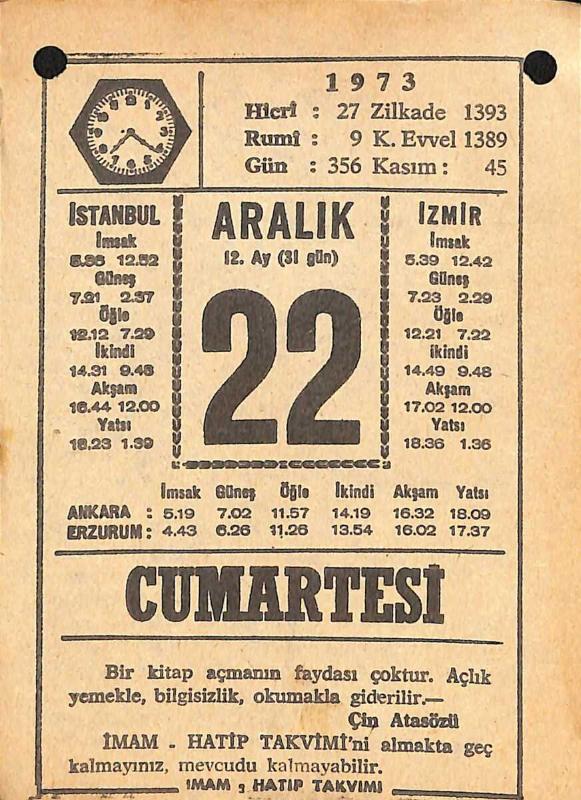 1973
Hicrî : 27 Zilkade 1393
Rumî : 9 K. Evvel 1389
Gün : 356 Kasım : 45
İSTANBUL
İmsak
5.36 12.52
Güneş
7.21 2.37
Öğle
12.12 7.29
İkindi
14.31 9.48
Akşam
16.44 12.00
Yatsı
18.23 1.39
ARALIK
12. Ay (31 gün)
22
İZMİR
İmsak
5.39 12.42
Güneş
7.23 2.29
Öğle
12.21 7.22
İkindi
14.49 9.48
Akşam
17.02 12.00
Yatsı
18.36 1.36
İmsak Güneş Öğle İkindi Akşam Yatsı
ANKARA : 5.19 7.02 11.57 14.19 16.32 18.09
ERZURUM : 4.43 6.26 11.26 13.54 16.02 17.37
CUMARTESİ
Bir kitap açmanın faydası çoktur. Açlık
yemekle, bilgisizlik, okumakla giderilir.—
Çin Atasözü
İMAM - HATİP TAKVİMİ'ni almakta geç
kalmayınız, mevcudu kalmayabilir.
İMAM - HATİP TAKVİMİ